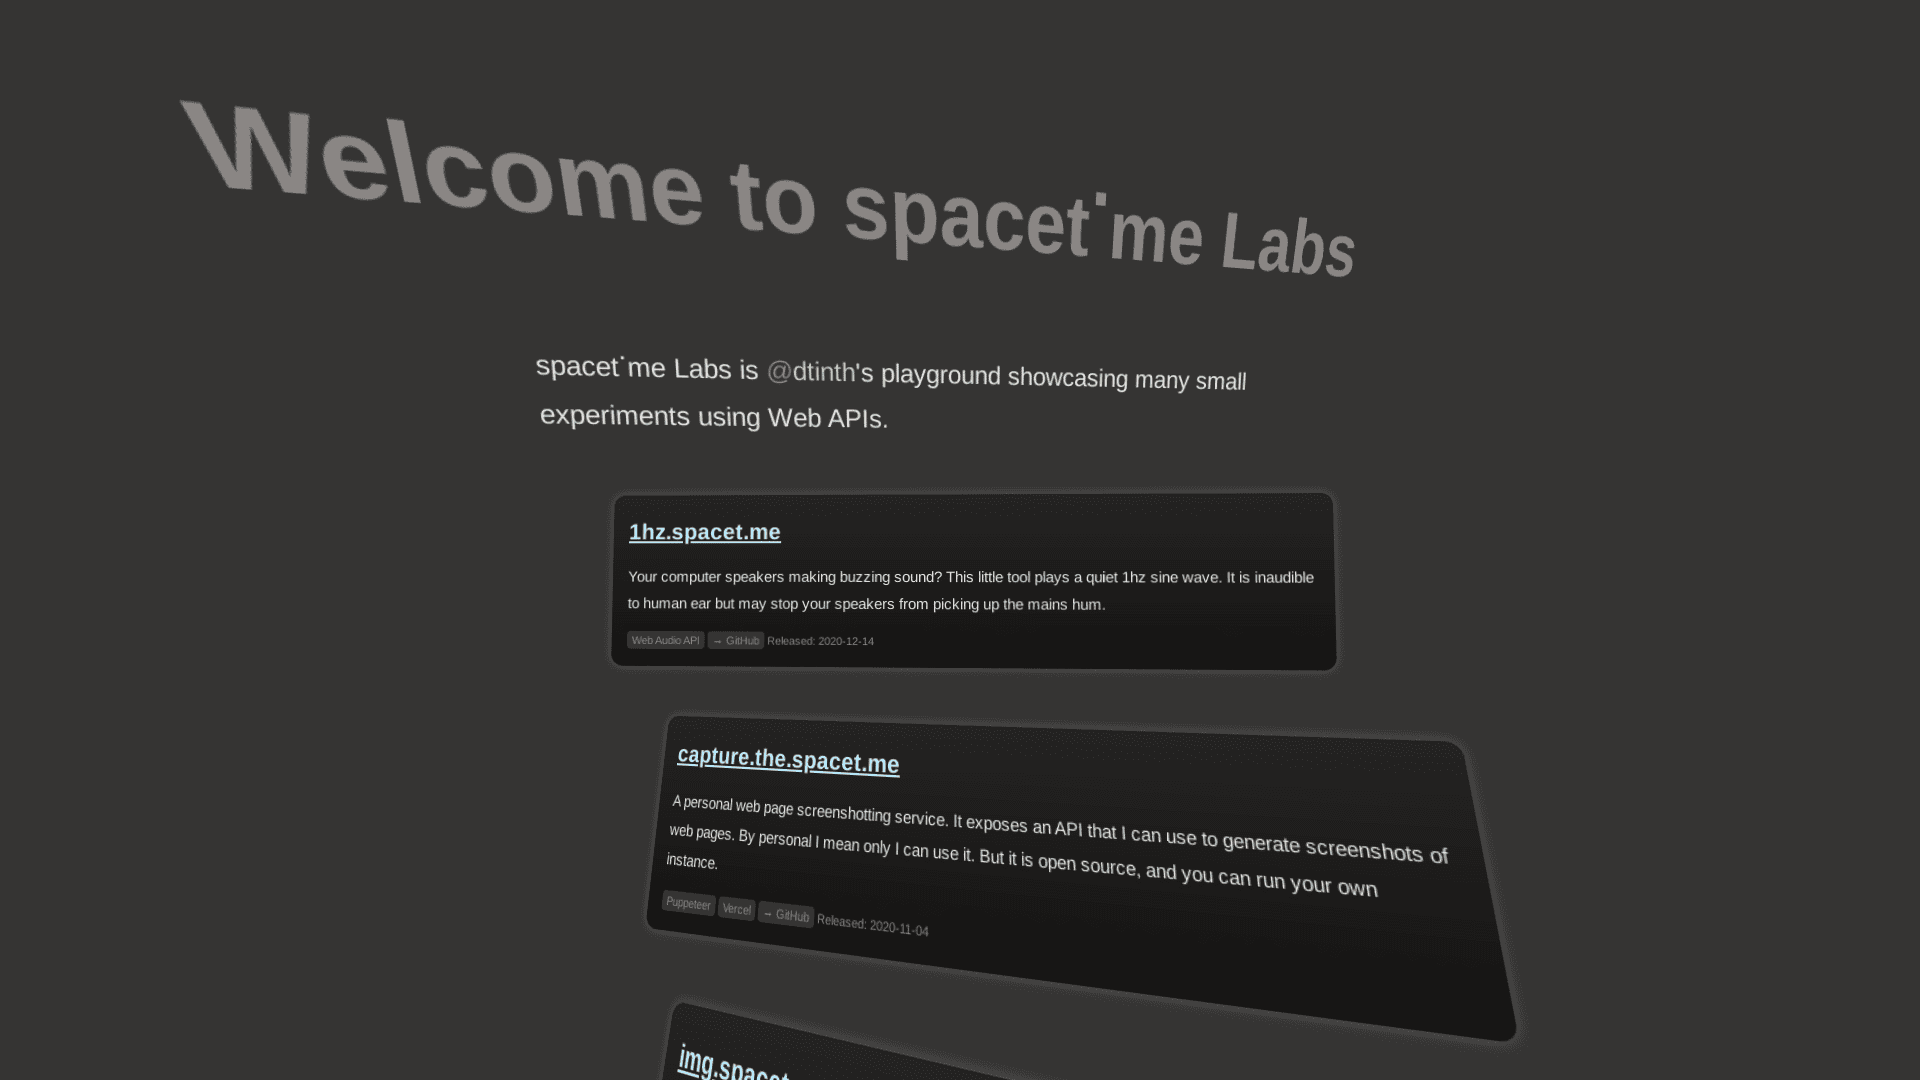 Welcome to spacet˙me Labs
spacet˙me Labs is @dtinth's playground showcasing many small
experiments using Web APIs.
1hz.spacet.me
Your computer speakers making buzzing sound? This little tool plays a quiet 1hz sine wave. It is inaudible
to human ear but may stop your speakers from picking up the mains hum.
Web Audio API → GitHub Released: 2020-12-14
capture.the.spacet.me
A personal web page screenshotting service. It exposes an API that I can use to generate screenshots of
web pages. By personal I mean only I can use it. But it is open source, and you can run your own
instance.
Puppeteer Vercel → GitHub Released: 2020-11-04
img.spacet